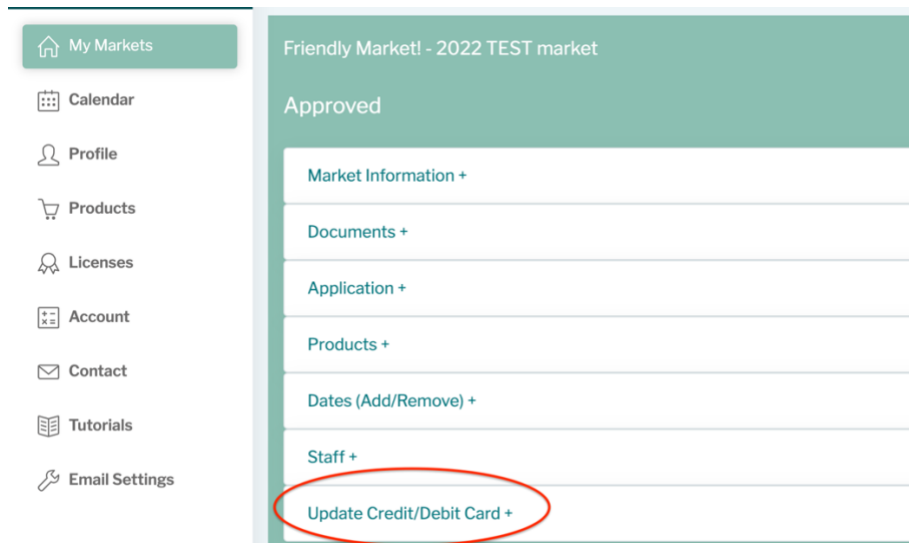 My Markets
Calendar
Profile
Products
Licenses
Account
Contact
Tutorials
Email Settings
Friendly Market! - 2022 TEST market
Approved
Market Information +
Documents +
Application +
Products +
Dates (Add/Remove) +
Staff +
Update Credit/Debit Card +